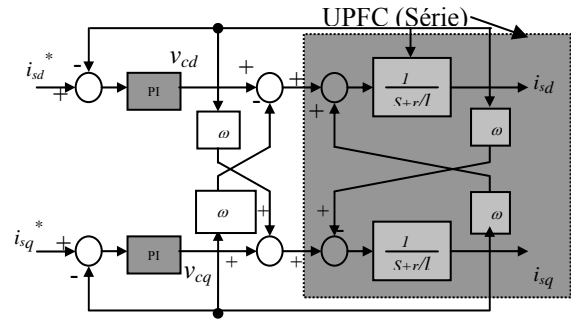 UPFC (Série)
-
i_sd*
+
v_cd
PI
+
-
+
+
1
S+r/l
i_sd
ω
ω
ω
ω
i_sq*
+
-
PI
v_cq
+
+
+
+
-
1
S+r/l
i_sq